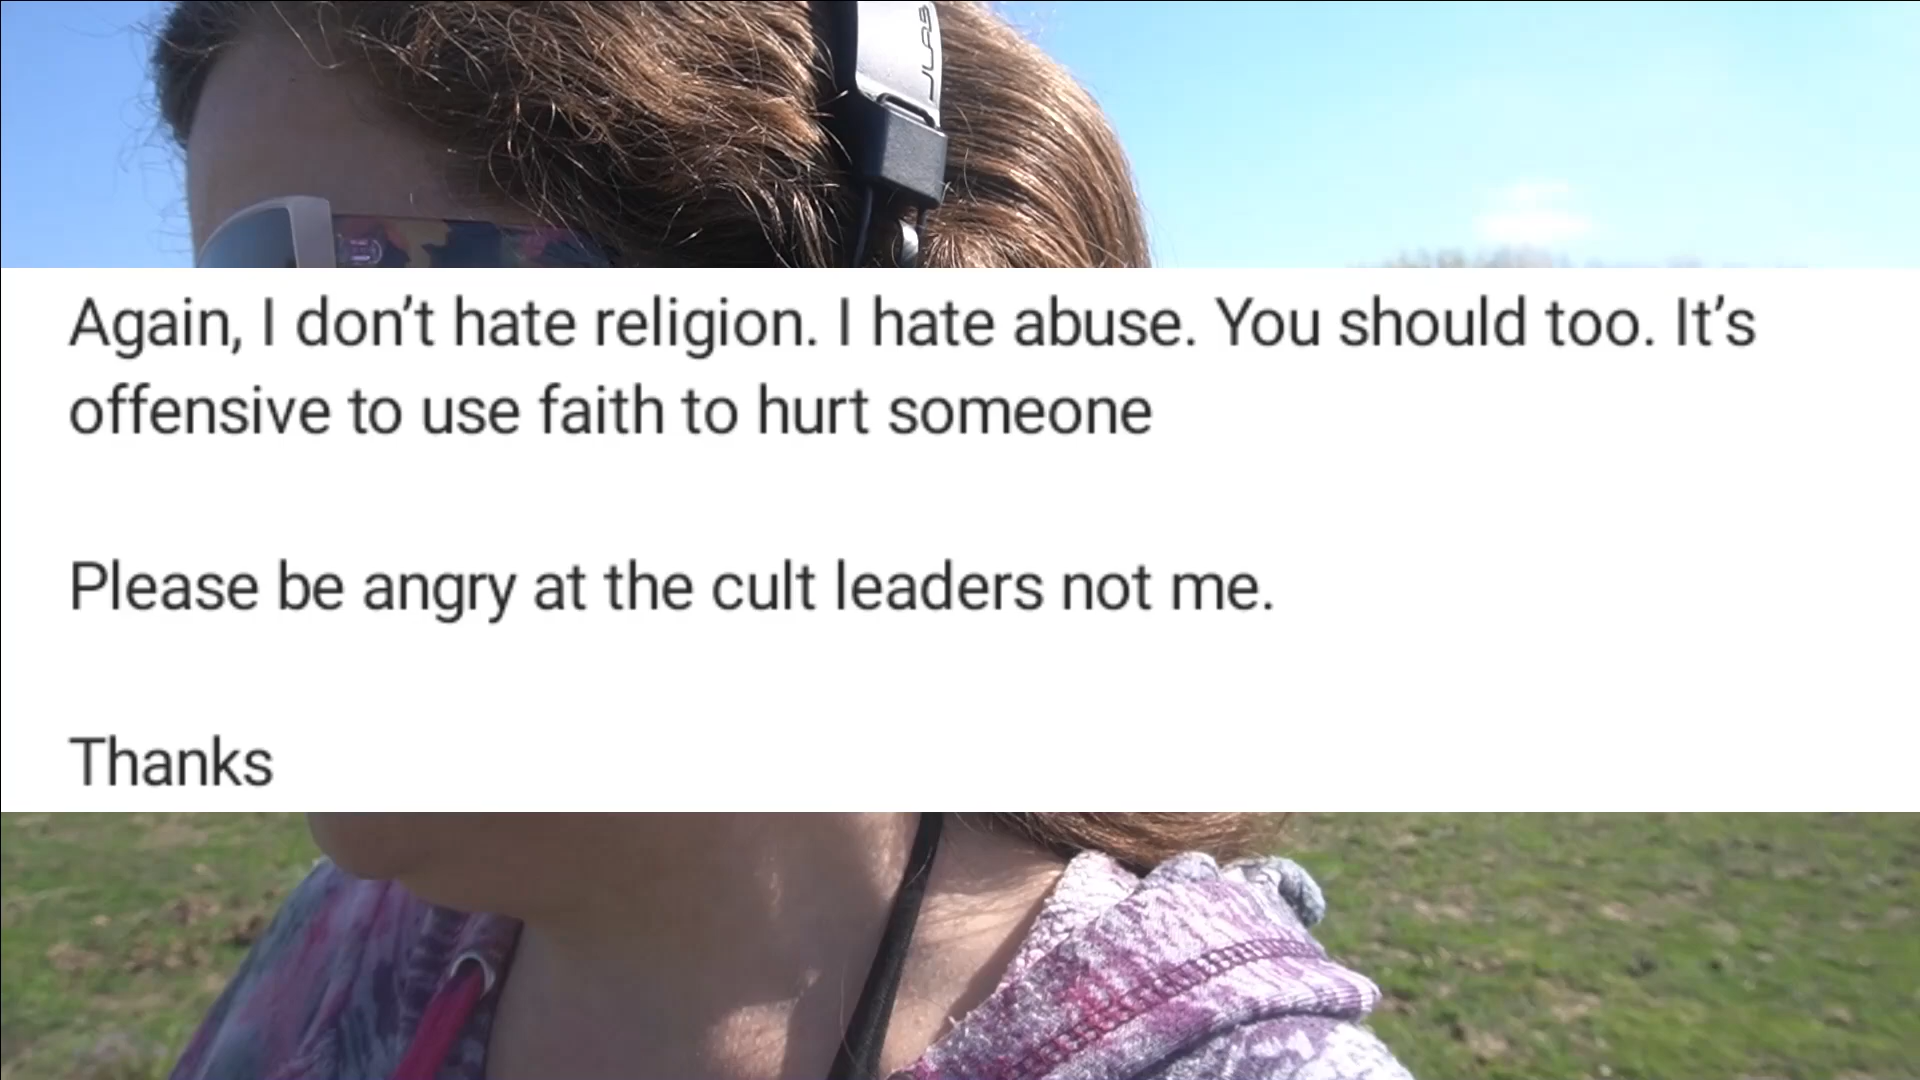 JLAB
Again, I don’t hate religion. I hate abuse. You should too. It’s
offensive to use faith to hurt someone
Please be angry at the cult leaders not me.
Thanks